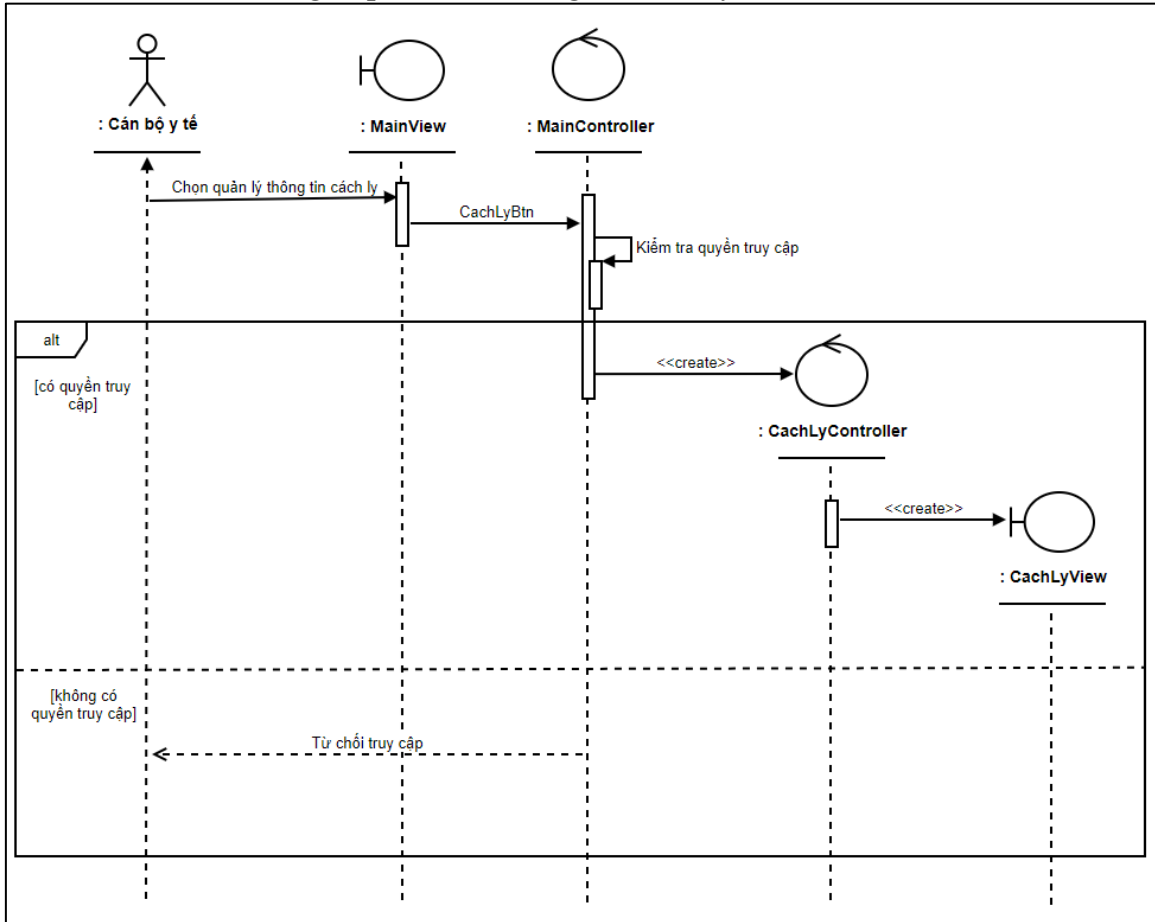 : Cán bộ y tế
: MainView
: MainController
Chọn quản lý thông tin cách ly
CachLyBtn
Kiểm tra quyền truy cập
alt
[có quyền truy
cập]
<<create>>
: CachLyController
<<create>>
: CachLyView
[không có
quyền truy cập]
Từ chối truy cập